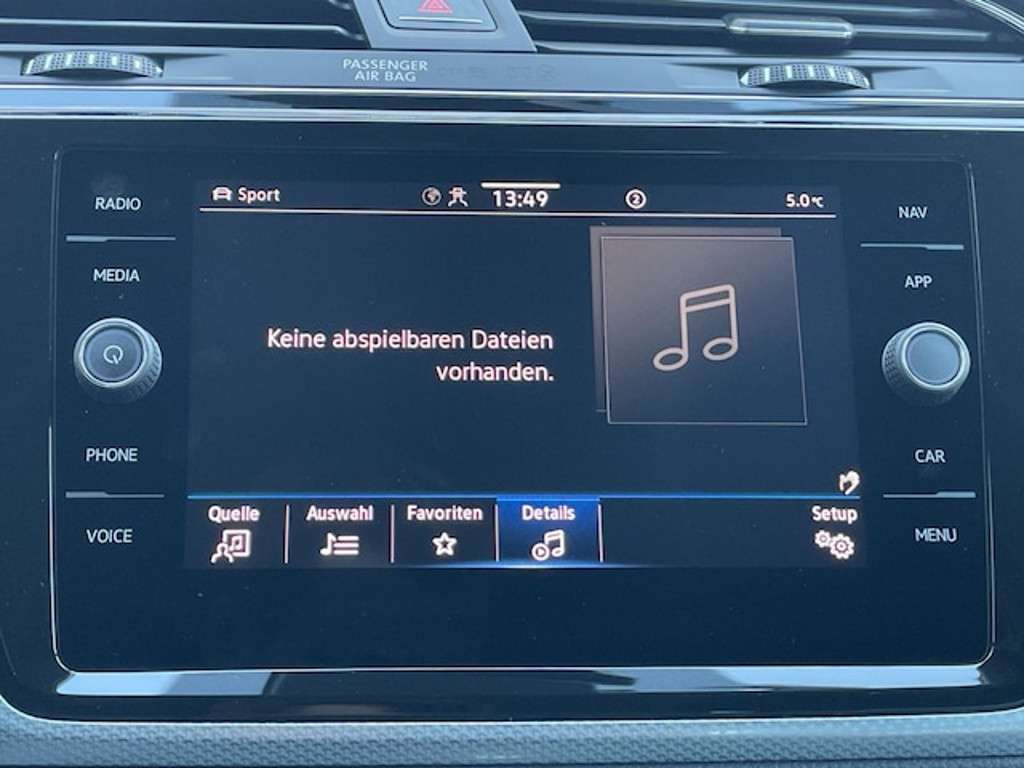 PASSENGER
AIR BAG
RADIO
MEDIA
PHONE
VOICE
Sport
13:49
2
5.0°C
Keine abspielbaren Dateien
vorhanden.
Quelle
Auswahl
Favoriten
Details
Setup
NAV
APP
CAR
MENU